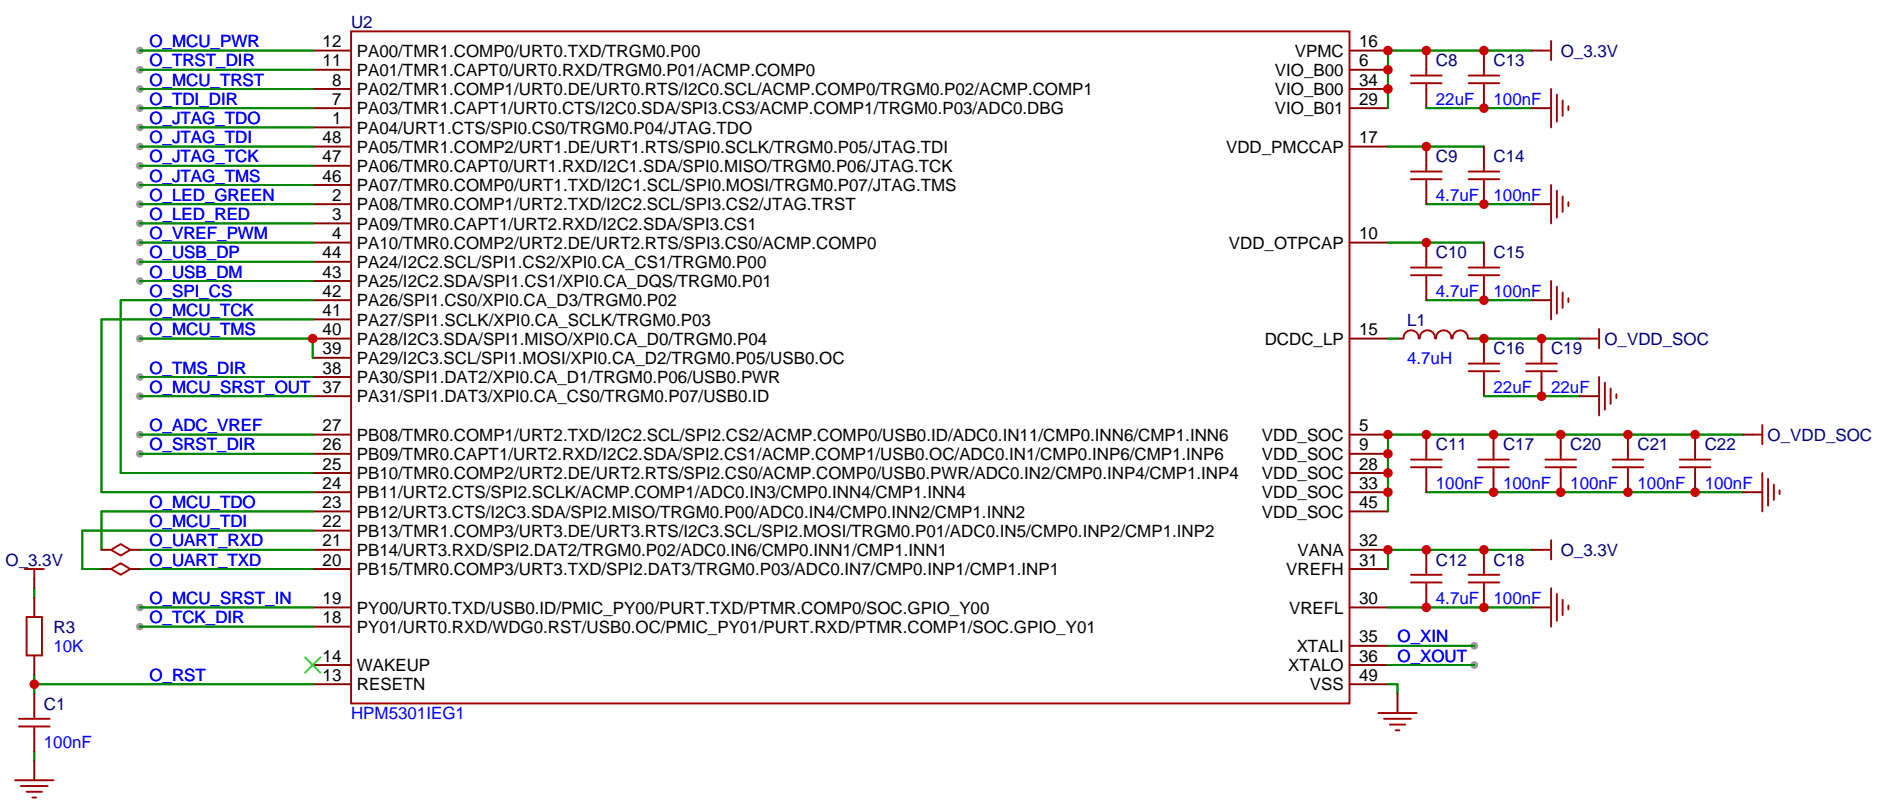 U2
O_MCU_PWR 12 PA00/TMR1.COMP0/URT0.TXD/TRGM0.P00
O_TRST_DIR 11 PA01/TMR1.CAPT0/URT0.RXD/TRGM0.P01/ACMP.COMP0
O_MCU_TRST 8 PA02/TMR1.COMP1/URT0.DE/URT0.RTS/I2C0.SCL/ACMP.COMP0/TRGM0.P02/ACMP.COMP1
O_TDI_DIR 7 PA03/TMR1.CAPT1/URT0.CTS/I2C0.SDA/SPI3.CS3/ACMP.COMP1/TRGM0.P03/ADC0.DBG
O_JTAG_TDO 1 PA04/URT1.CTS/SPI0.CS0/TRGM0.P04/JTAG.TDO
O_JTAG_TDI 48 PA05/TMR1.COMP2/URT1.DE/URT1.RTS/SPI0.SCLK/TRGM0.P05/JTAG.TDI
O_JTAG_TCK 47 PA06/TMR0.CAPT0/URT1.RXD/I2C1.SDA/SPI0.MISO/TRGM0.P06/JTAG.TCK
O_JTAG_TMS 46 PA07/TMR0.COMP0/URT1.TXD/I2C1.SCL/SPI0.MOSI/TRGM0.P07/JTAG.TMS
O_LED_GREEN 2 PA08/TMR0.COMP1/URT2.TXD/I2C2.SCL/SPI3.CS2/JTAG.TRST
O_LED_RED 3 PA09/TMR0.CAPT1/URT2.RXD/I2C2.SDA/SPI3.CS1
O_VREF_PWM 4 PA10/TMR0.COMP2/URT2.DE/URT2.RTS/SPI3.CS0/ACMP.COMP0
O_USB_DP 44 PA24/I2C2.SCL/SPI1.CS2/XPI0.CA_CS1/TRGM0.P00
O_USB_DM 43 PA25/I2C2.SDA/SPI1.CS1/XPI0.CA_DQS/TRGM0.P01
O_SPI_CS 42 PA26/SPI1.CS0/XPI0.CA_D3/TRGM0.P02
O_MCU_TCK 41 PA27/SPI1.SCLK/XPI0.CA_SCLK/TRGM0.P03
O_MCU_TMS 40 PA28/I2C3.SDA/SPI1.MISO/XPI0.CA_D0/TRGM0.P04
39 PA29/I2C3.SCL/SPI1.MOSI/XPI0.CA_D2/TRGM0.P05/USB0.OC
O_TMS_DIR 38 PA30/SPI1.DAT2/XPI0.CA_D1/TRGM0.P06/USB0.PWR
O_MCU_SRST_OUT 37 PA31/SPI1.DAT3/XPI0.CA_CS0/TRGM0.P07/USB0.ID
O_ADC_VREF 27 PB08/TMR0.COMP1/URT2.TXD/I2C2.SCL/SPI2.CS2/ACMP.COMP0/USB0.ID/ADC0.IN11/CMP0.INN6/CMP1.INN6
O_SRST_DIR 26 PB09/TMR0.CAPT1/URT2.RXD/I2C2.SDA/SPI2.CS1/ACMP.COMP1/USB0.OC/ADC0.IN1/CMP0.INP6/CMP1.INP6
25 PB10/TMR0.COMP2/URT2.DE/URT2.RTS/SPI2.CS0/ACMP.COMP0/USB0.PWR/ADC0.IN2/CMP0.INP4/CMP1.INP4
24 PB11/URT2.CTS/SPI2.SCLK/ACMP.COMP1/ADC0.IN3/CMP0.INN4/CMP1.INN4
O_MCU_TDO 23 PB12/URT3.CTS/I2C3.SDA/SPI2.MISO/TRGM0.P00/ADC0.IN4/CMP0.INN2/CMP1.INN2
O_MCU_TDI 22 PB13/TMR1.COMP3/URT3.DE/URT3.RTS/I2C3.SCL/SPI2.MOSI/TRGM0.P01/ADC0.IN5/CMP0.INP2/CMP1.INP2
O_UART_RXD 21 PB14/URT3.RXD/SPI2.DAT2/TRGM0.P02/ADC0.IN6/CMP0.INN1/CMP1.INN1
O_UART_TXD 20 PB15/TMR0.COMP3/URT3.TXD/SPI2.DAT3/TRGM0.P03/ADC0.IN7/CMP0.INP1/CMP1.INP1
O_MCU_SRST_IN 19 PY00/URT0.TXD/USB0.ID/PMIC_PY00/PURT.TXD/PTMR.COMP0/SOC.GPIO_Y00
O_TCK_DIR 18 PY01/URT0.RXD/WDG0.RST/USB0.OC/PMIC_PY01/PURT.RXD/PTMR.COMP1/SOC.GPIO_Y01
14 WAKEUP
O_RST 13 RESETN
HPM5301IEG1
O_3.3V
R3
10K
C1
100nF
VPMC 16 O_3.3V
VIO_B00 6 C8 C13
VIO_B00 34
VIO_B01 29 22uF 100nF
VDD_PMCCAP 17 C9 C14
4.7uF 100nF
VDD_OTPCAP 10 C10 C15
4.7uF 100nF
DCDC_LP 15 L1 O_VDD_SOC
4.7uH C16 C19
22uF 22uF
VDD_SOC 5 O_VDD_SOC
VDD_SOC 9 C11 C17 C20 C21 C22
VDD_SOC 28
VDD_SOC 33 100nF 100nF 100nF 100nF 100nF
VDD_SOC 45
VANA 32 O_3.3V
VREFH 31 C12 C18
VREFL 30 4.7uF 100nF
XTALI 35 O_XIN
XTALO 36 O_XOUT
VSS 49